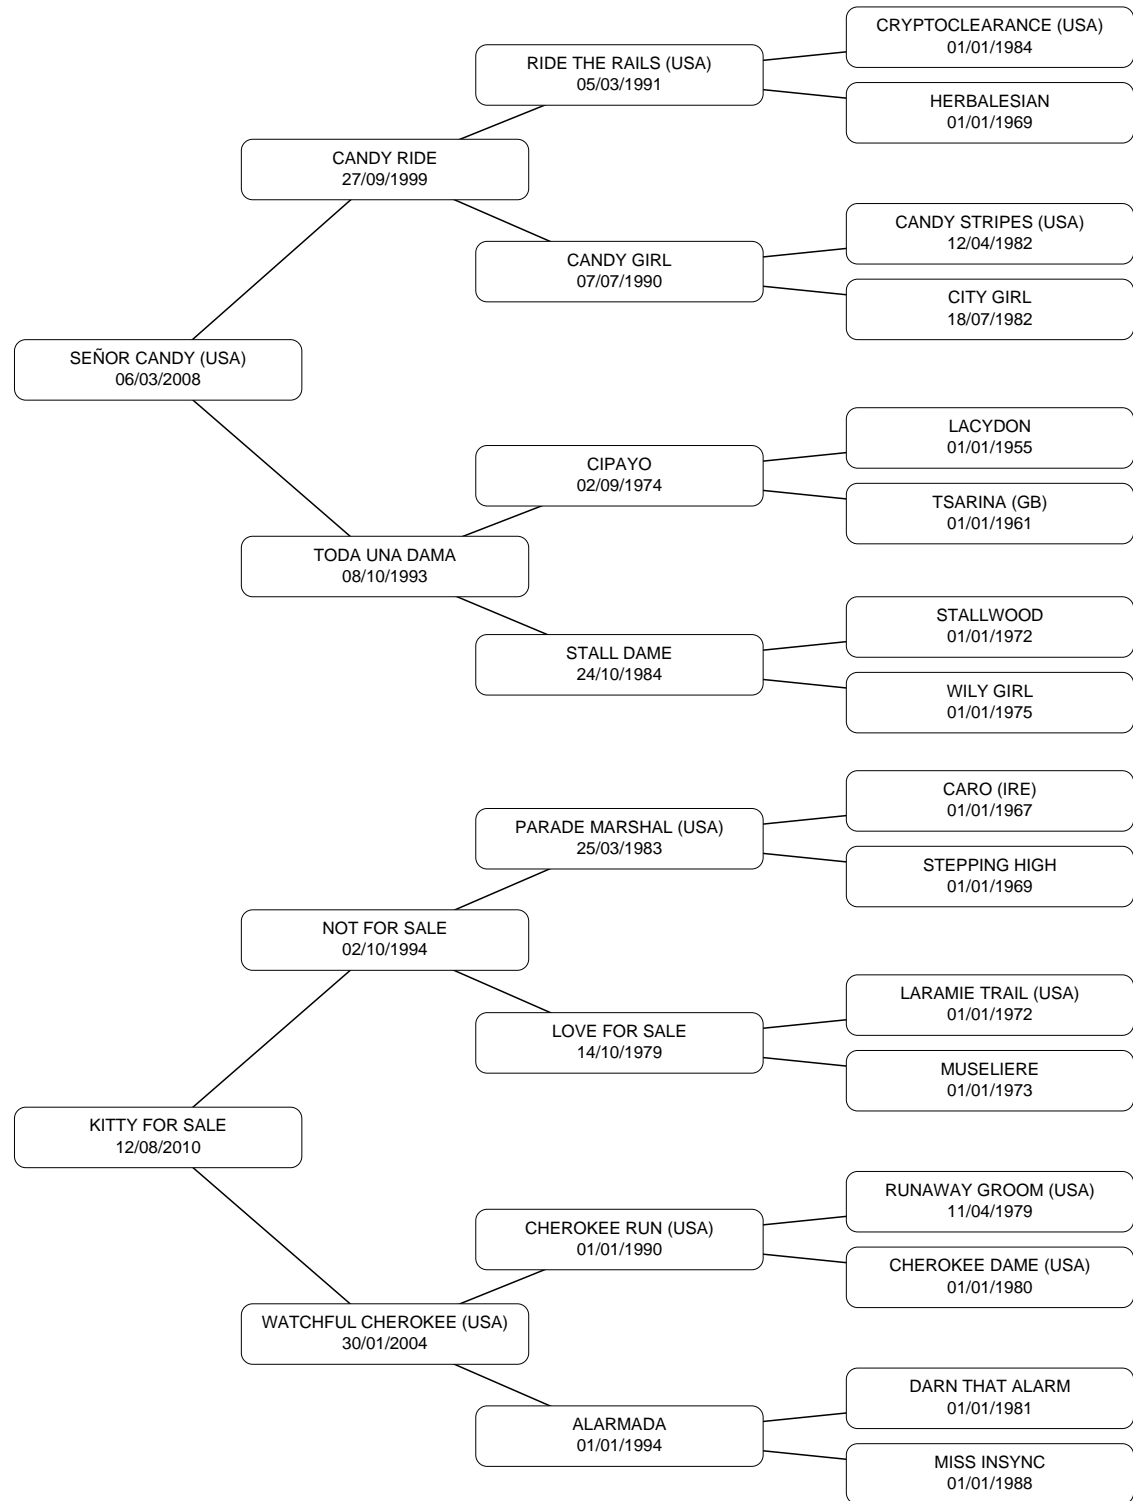 CRYPTOCLEARANCE (USA)
01/01/1984
RIDE THE RAILS (USA)
05/03/1991
HERBALESIAN
01/01/1969
CANDY RIDE
27/09/1999
CANDY STRIPES (USA)
12/04/1982
CANDY GIRL
07/07/1990
CITY GIRL
18/07/1982
SEÑOR CANDY (USA)
06/03/2008
LACYDON
01/01/1955
CIPAYO
02/09/1974
TSARINA (GB)
01/01/1961
TODA UNA DAMA
08/10/1993
STALLWOOD
01/01/1972
STALL DAME
24/10/1984
WILY GIRL
01/01/1975
CARO (IRE)
01/01/1967
PARADE MARSHAL (USA)
25/03/1983
STEPPING HIGH
01/01/1969
NOT FOR SALE
02/10/1994
LARAMIE TRAIL (USA)
01/01/1972
LOVE FOR SALE
14/10/1979
MUSELIERE
01/01/1973
KITTY FOR SALE
12/08/2010
RUNAWAY GROOM (USA)
11/04/1979
CHEROKEE RUN (USA)
01/01/1990
CHEROKEE DAME (USA)
01/01/1980
WATCHFUL CHEROKEE (USA)
30/01/2004
DARN THAT ALARM
01/01/1981
ALARMADA
01/01/1994
MISS INSYNC
01/01/1988